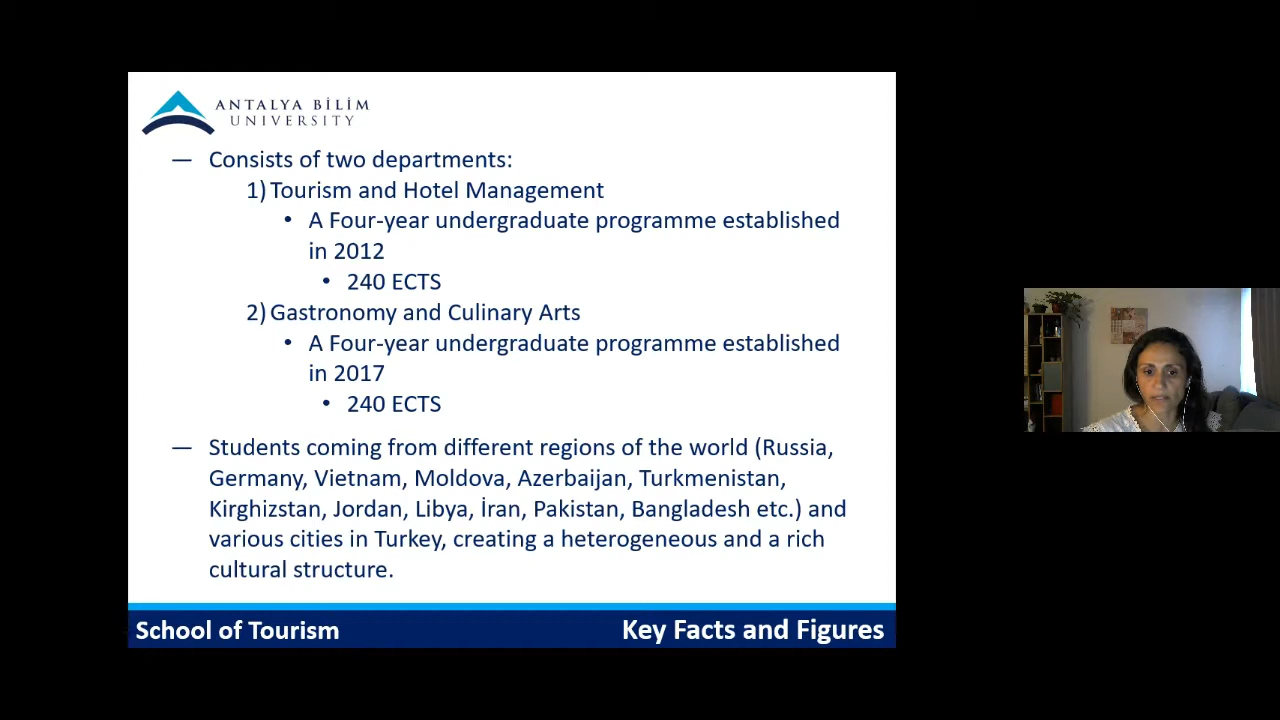 ANTALYA BİLİM
UNIVERSITY
— Consists of two departments:
1) Tourism and Hotel Management
• A Four-year undergraduate programme established
in 2012
• 240 ECTS
2) Gastronomy and Culinary Arts
• A Four-year undergraduate programme established
in 2017
• 240 ECTS
— Students coming from different regions of the world (Russia,
Germany, Vietnam, Moldova, Azerbaijan, Turkmenistan,
Kirghizstan, Jordan, Libya, İran, Pakistan, Bangladesh etc.) and
various cities in Turkey, creating a heterogeneous and a rich
cultural structure.
School of Tourism
Key Facts and Figures